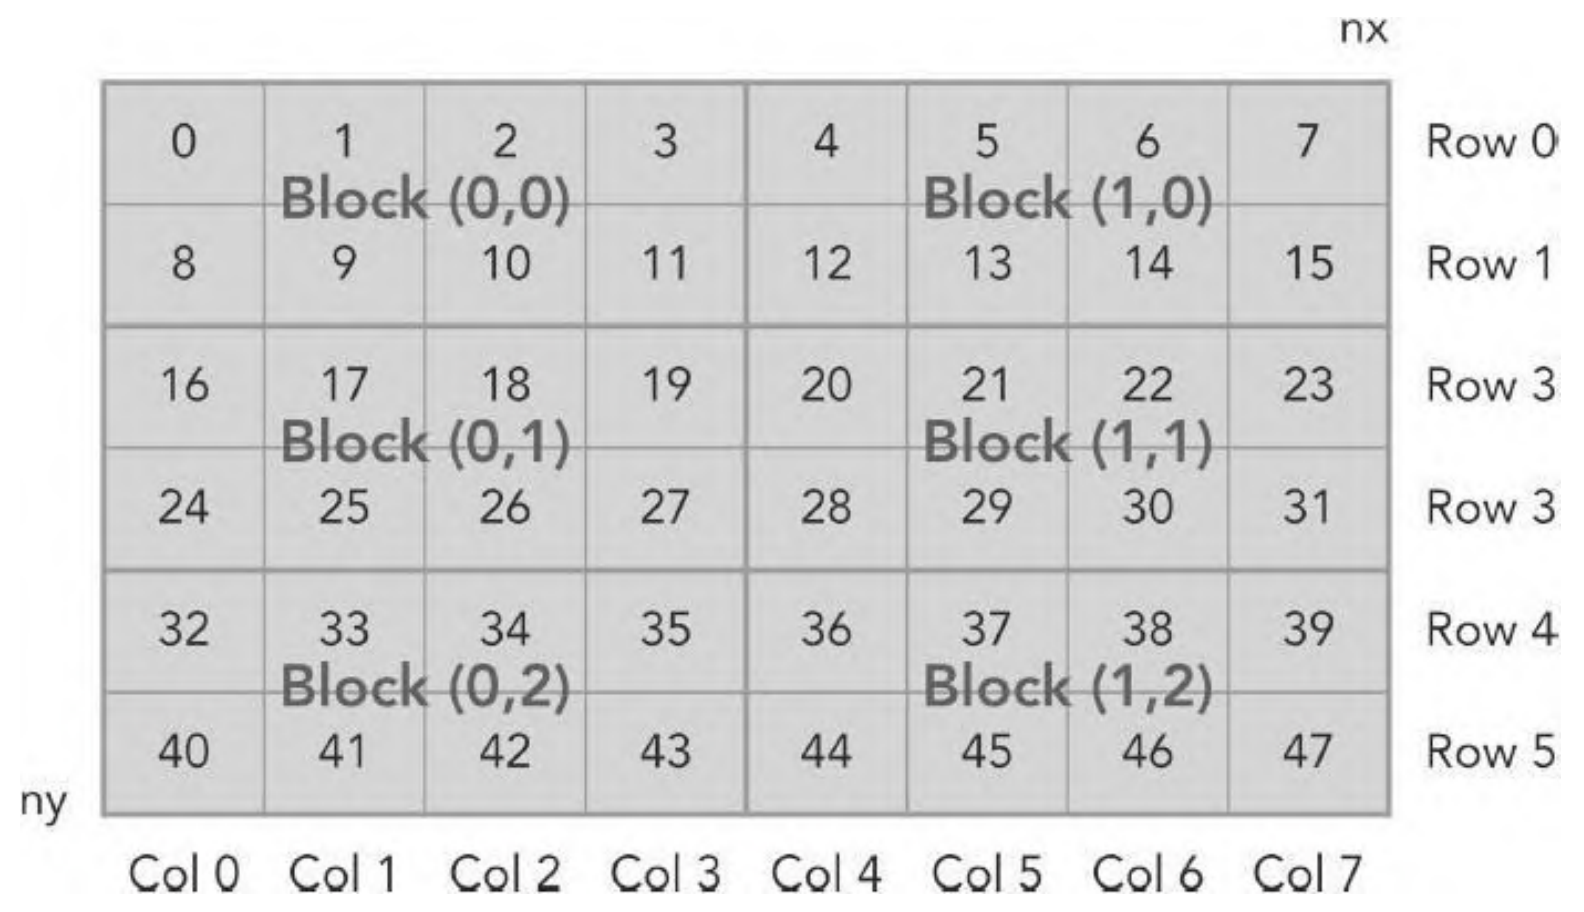 nx
0 1 2 3 4 5 6 7 Row 0
Block (0,0) Block (1,0)
8 9 10 11 12 13 14 15 Row 1
16 17 18 19 20 21 22 23 Row 3
Block (0,1) Block (1,1)
24 25 26 27 28 29 30 31 Row 3
32 33 34 35 36 37 38 39 Row 4
Block (0,2) Block (1,2)
40 41 42 43 44 45 46 47 Row 5
ny
Col 0 Col 1 Col 2 Col 3 Col 4 Col 5 Col 6 Col 7